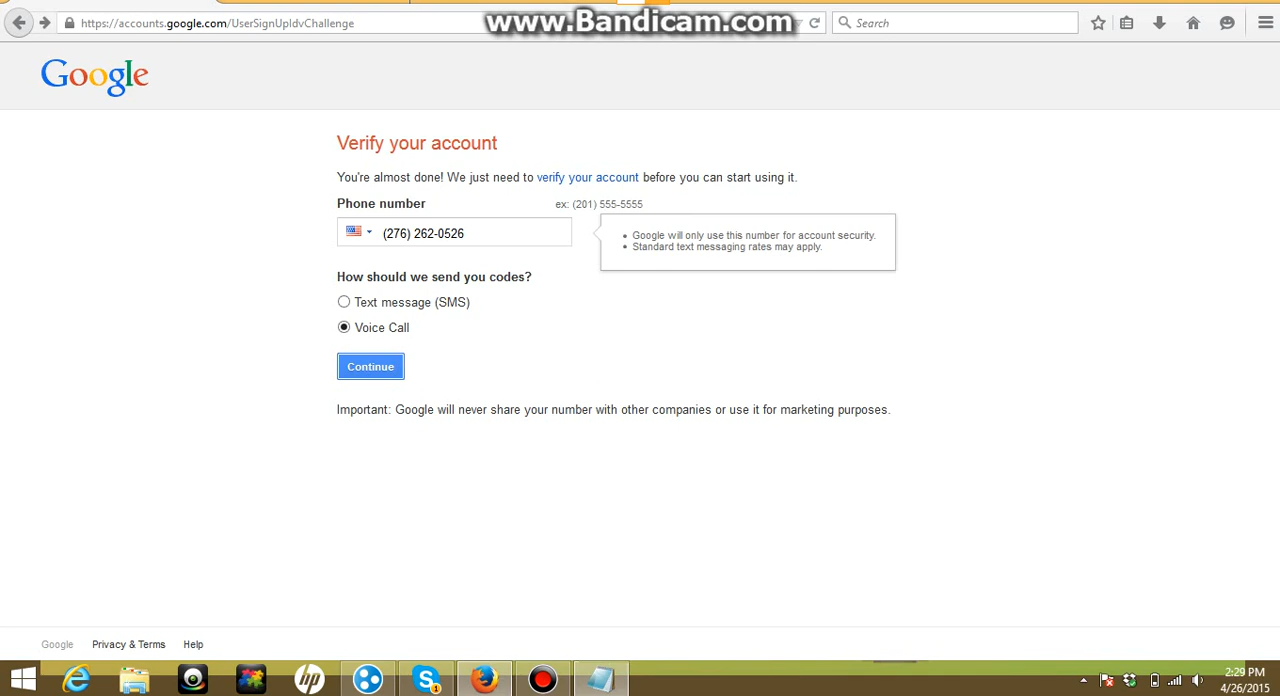 https://accounts.google.com/UserSignUpIdvChallenge
www.Bandicam.com
Search
Google
Verify your account
You're almost done! We just need to verify your account before you can start using it.
Phone number
ex: (201) 555-5555
(276) 262-0526
Google will only use this number for account security.
Standard text messaging rates may apply.
How should we send you codes?
Text message (SMS)
Voice Call
Continue
Important: Google will never share your number with other companies or use it for marketing purposes.
Google Privacy & Terms Help
hp
S
1
2:29 PM
4/26/2015